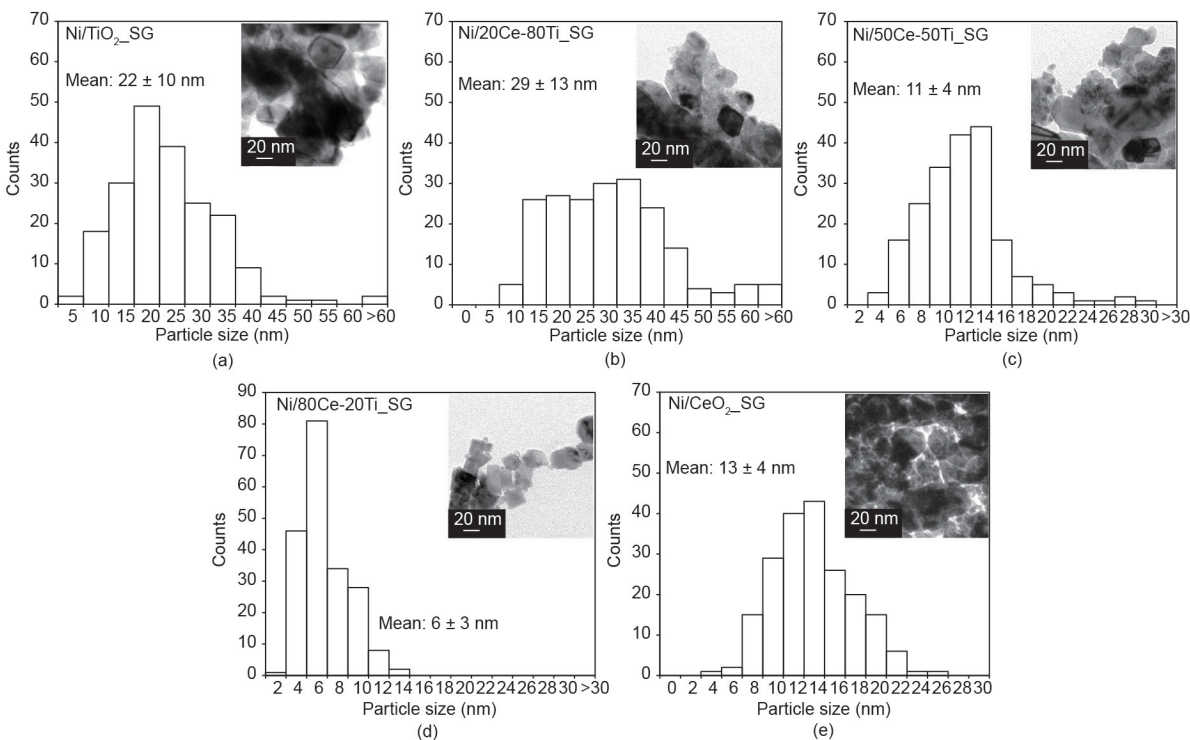 Ni/TiO₂_SG
Mean: 22 ± 10 nm
20 nm
Counts
70
60
50
40
30
20
10
0
5 10 15 20 25 30 35 40 45 50 55 60 >60
Particle size (nm)
(a)
Ni/20Ce-80Ti_SG
Mean: 29 ± 13 nm
20 nm
Counts
70
60
50
40
30
20
10
0
0 5 10 15 20 25 30 35 40 45 50 55 60 >60
Particle size (nm)
(b)
Ni/50Ce-50Ti_SG
Mean: 11 ± 4 nm
20 nm
Counts
70
60
50
40
30
20
10
0
2 4 6 8 10 12 14 16 18 20 22 24 26 28 30 >30
Particle size (nm)
(c)
Ni/80Ce-20Ti_SG
20 nm
Mean: 6 ± 3 nm
Counts
90
80
70
60
50
40
30
20
10
0
2 4 6 8 10 12 14 16 18 20 22 24 26 28 30 >30
Particle size (nm)
(d)
Ni/CeO₂_SG
Mean: 13 ± 4 nm
20 nm
Counts
70
60
50
40
30
20
10
0
0 2 4 6 8 10 12 14 16 18 20 22 24 26 28 30
Particle size (nm)
(e)